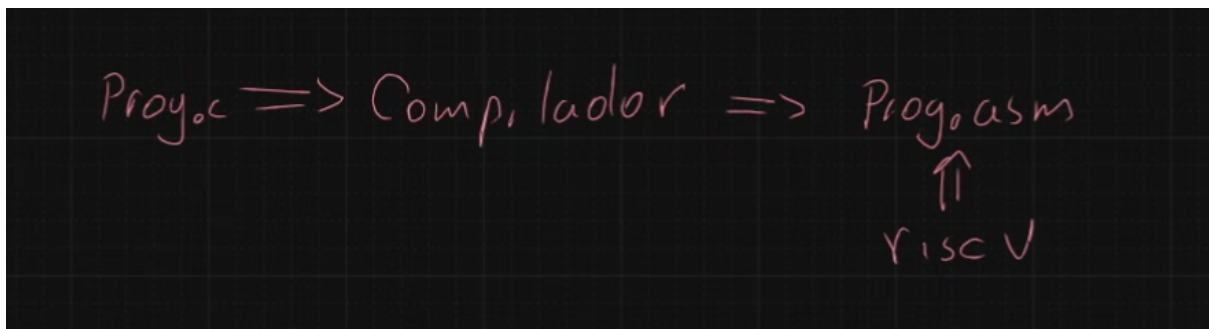 Prog.c => Compilador => Prog.asm
⇑
risc V